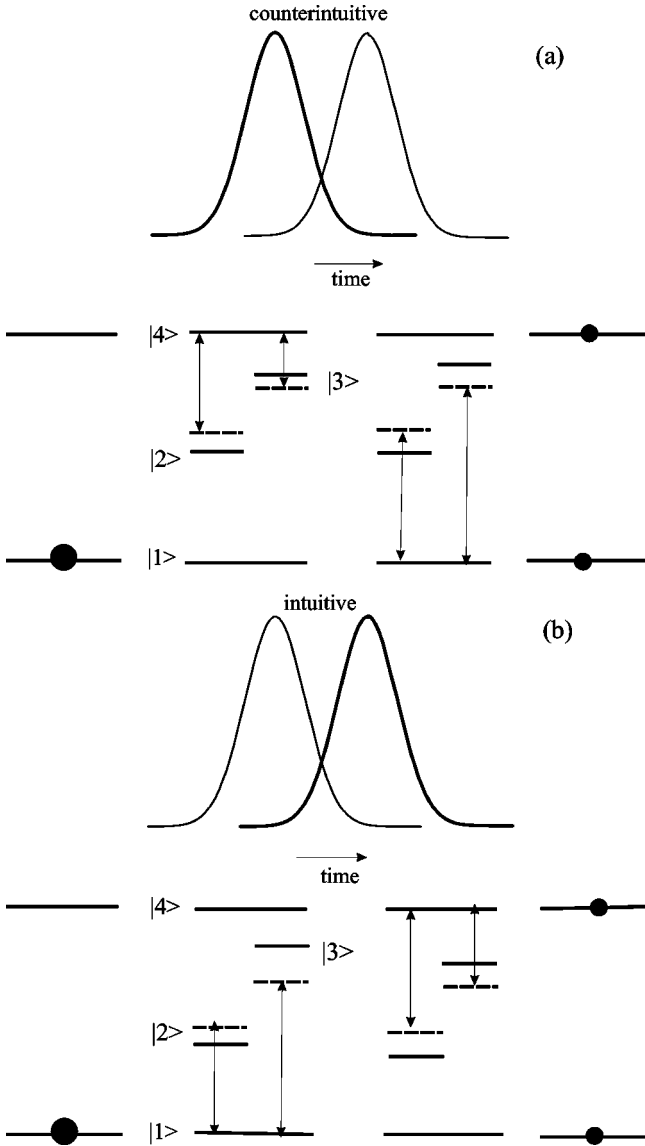 counterintuitive
(a)
time
|4>
|3>
|2>
|1>
intuitive
(b)
time
|4>
|3>
|2>
|1>